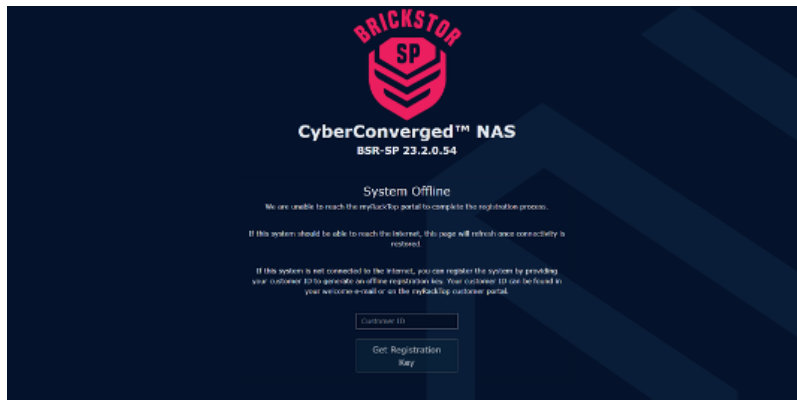 BRICKSTOR
SP
CyberConverged™ NAS
BSR-SP 23.2.0.54
System Offline
We are unable to reach the myRackTop portal to complete the registration process.
If this system should be able to reach the internet, this page will refresh once connectivity is
restored.
If this system is not connected to the internet, you can register the system by providing
your customer ID to generate an offline registration key. Your customer ID can be found in
your welcome e-mail or on the myRackTop customer portal.
Customer ID
Get Registration
Key